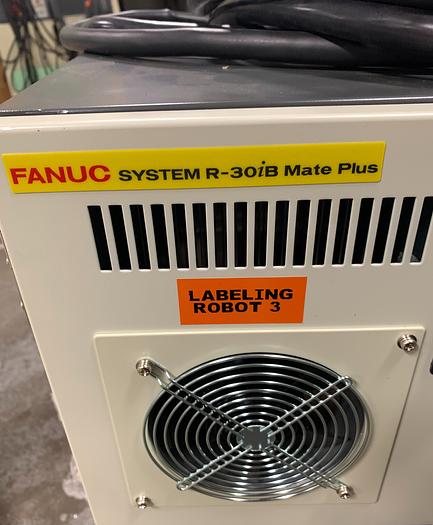 FANUC SYSTEM R-30iB Mate Plus
LABELING
ROBOT 3